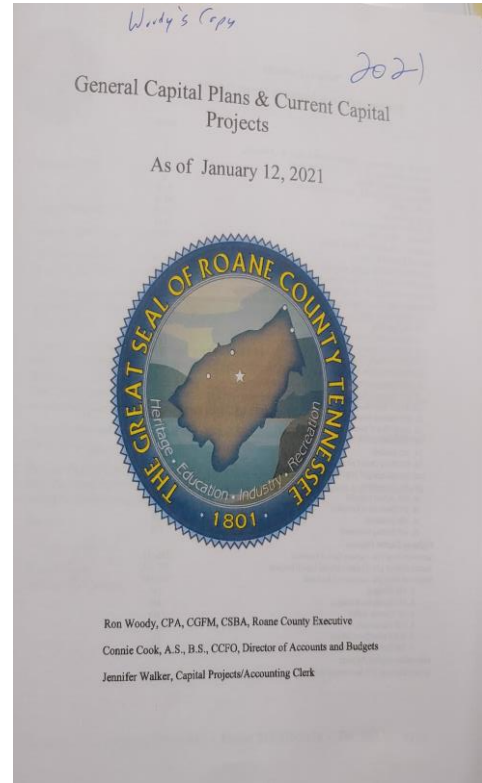 Woody's Copy
2021
General Capital Plans & Current Capital
Projects
As of January 12, 2021
THE GREAT SEAL OF ROANE COUNTY TENNESSEE
Heritage • Education • Industry • Recreation
• 1801 •
Ron Woody, CPA, CGFM, CSBA, Roane County Executive
Connie Cook, A.S., B.S., CCFO, Director of Accounts and Budgets
Jennifer Walker, Capital Projects/Accounting Clerk